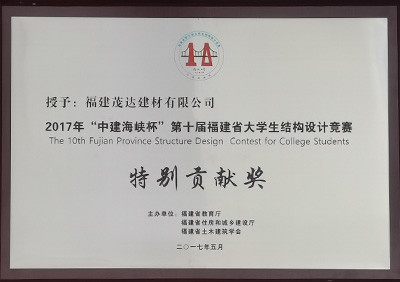 授予：福建茂达建材有限公司
2017年“中建海峡杯”第十届福建省大学生结构设计竞赛
The 10th Fujian Province Structure Design Contest for College Students
特别贡献奖
主办单位：福建省教育厅
福建省住房和城乡建设厅
福建省土木建筑学会
二〇一七年五月